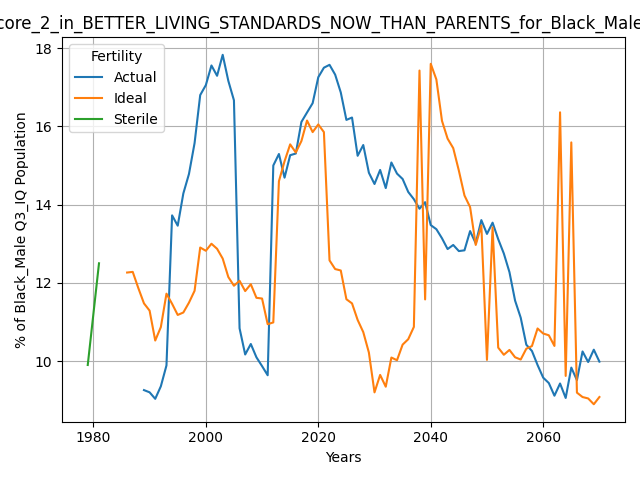 core_2_in_BETTER_LIVING_STANDARDS_NOW_THAN_PARENTS_for_Black_Male
Fertility
Actual
Ideal
Sterile
% of Black_Male Q3_IQ Population
18
16
14
12
10
1980
2000
2020
2040
2060
Years